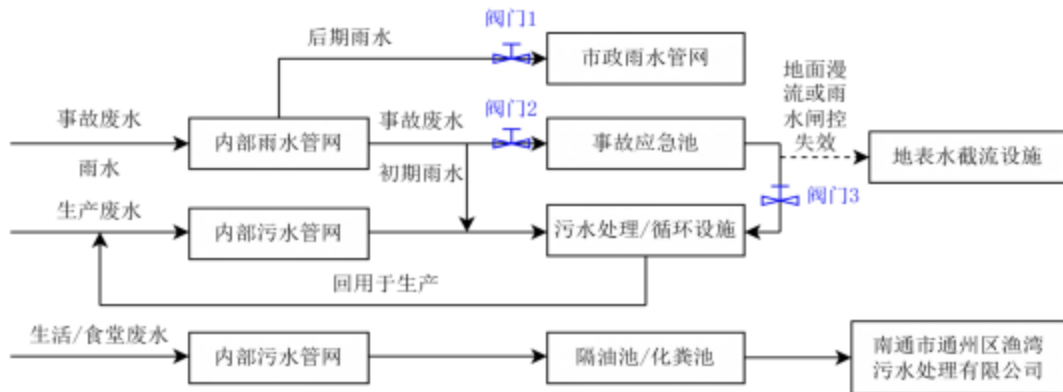 阀门1
后期雨水
市政雨水管网
地面漫
流或雨
水闸控
失效
阀门2
事故废水
内部雨水管网
事故废水
事故应急池
地表水截流设施
雨水
初期雨水
阀门3
生产废水
内部污水管网
污水处理/循环设施
回用于生产
生活/食堂废水
内部污水管网
隔油池/化粪池
南通市通州区渔湾
污水处理有限公司